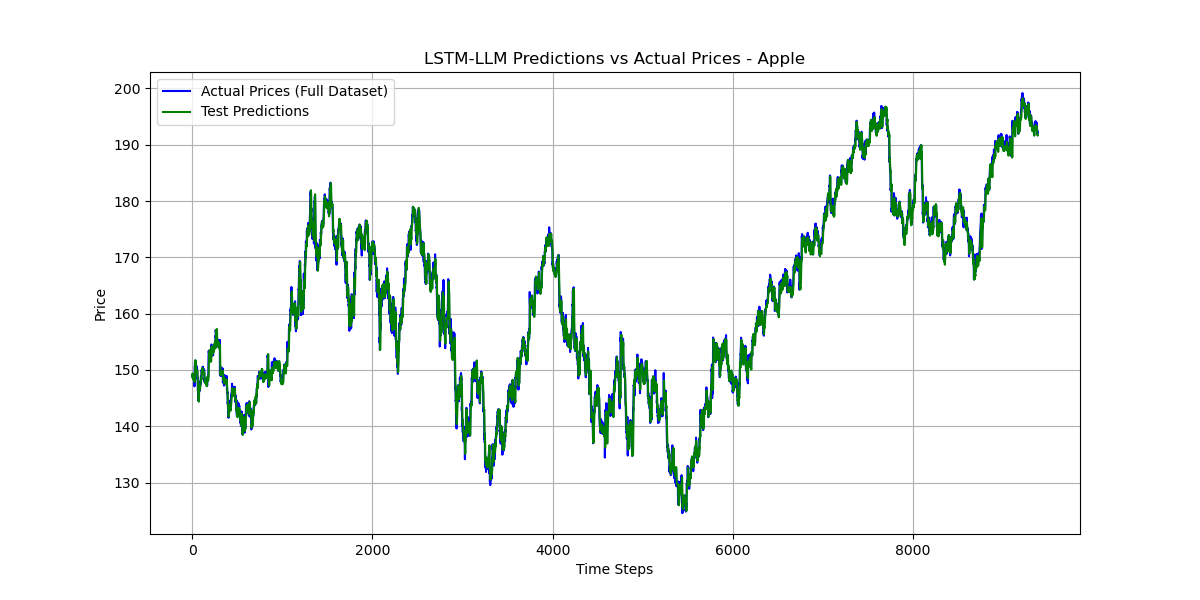 LSTM-LLM Predictions vs Actual Prices - Apple
Actual Prices (Full Dataset)
Test Predictions
200
190
180
170
160
150
140
130
Price
0 2000 4000 6000 8000
Time Steps